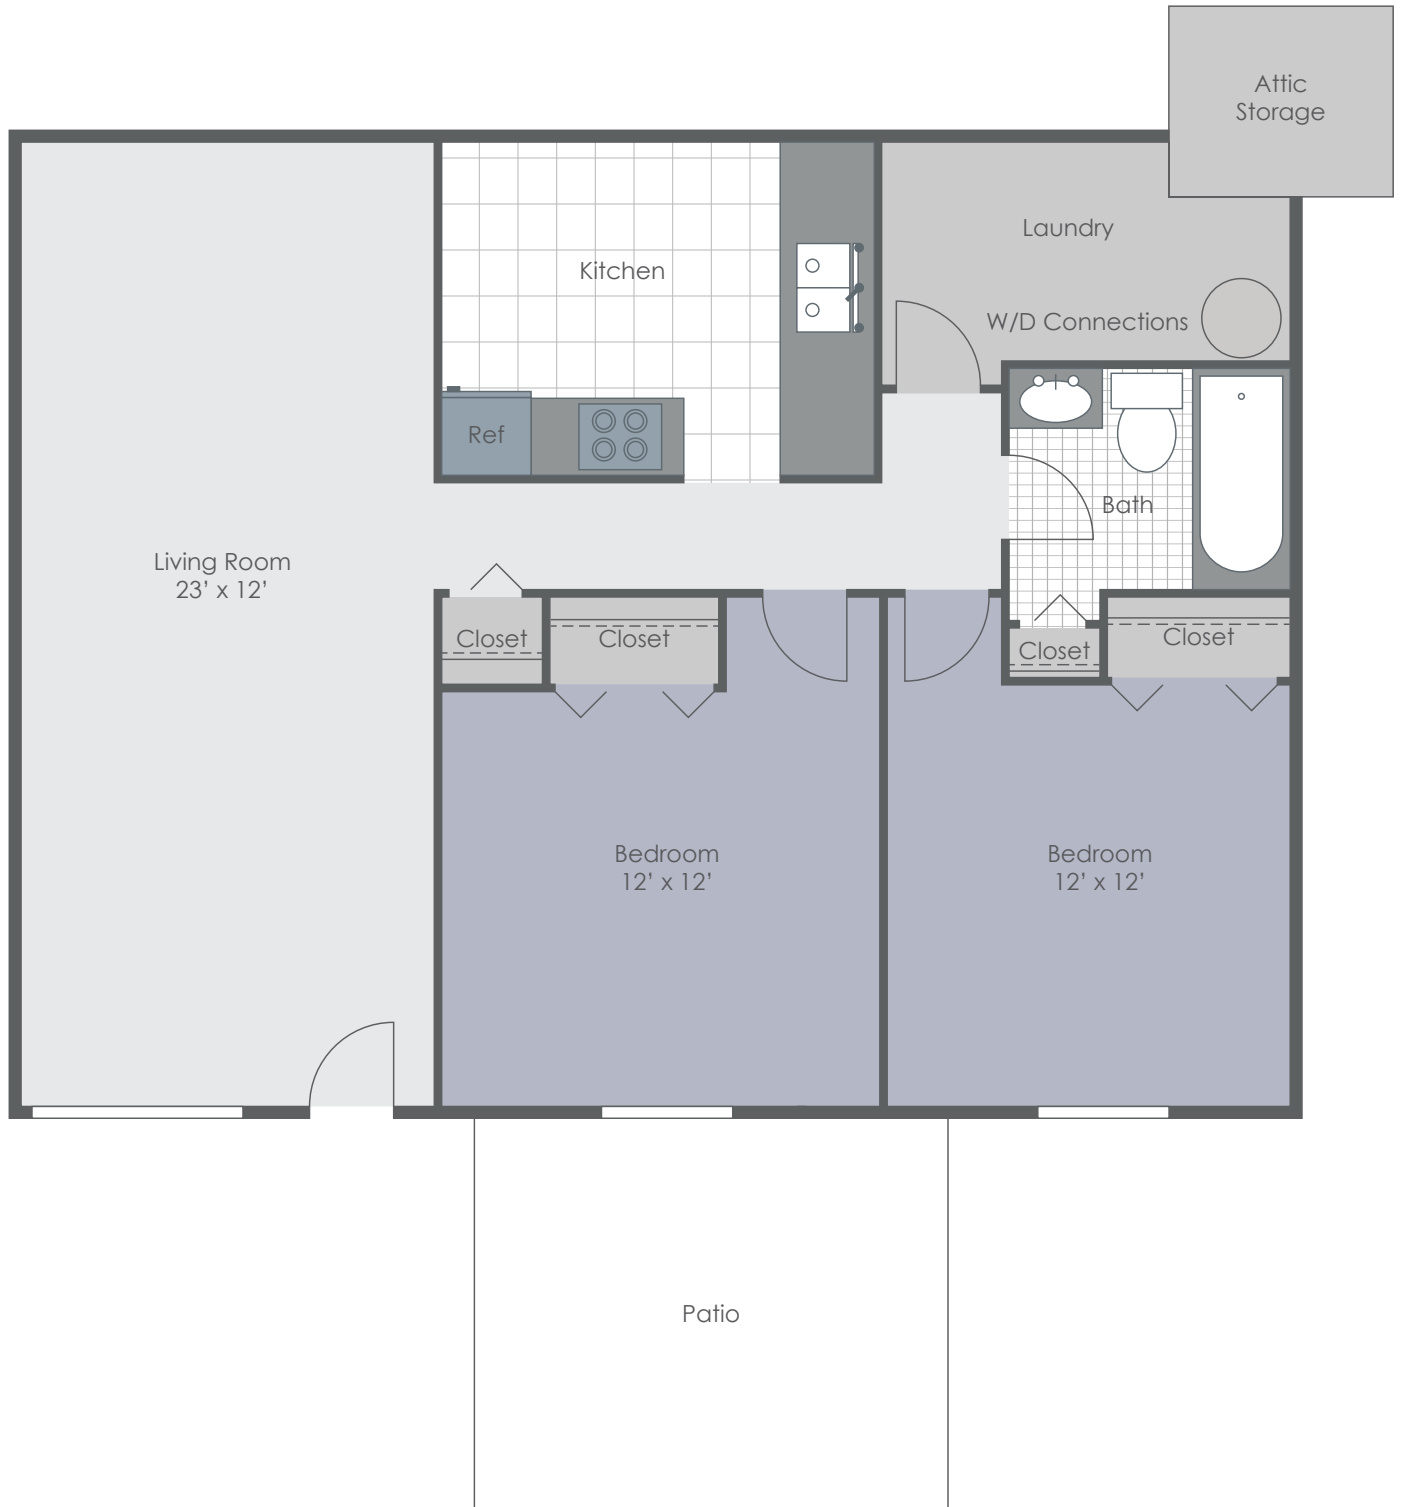 Attic
Storage
Laundry
Kitchen
W/D Connections
Ref
Bath
Living Room
23’ x 12’
Closet
Closet
Closet
Closet
Bedroom
12’ x 12’
Bedroom
12’ x 12’
Patio